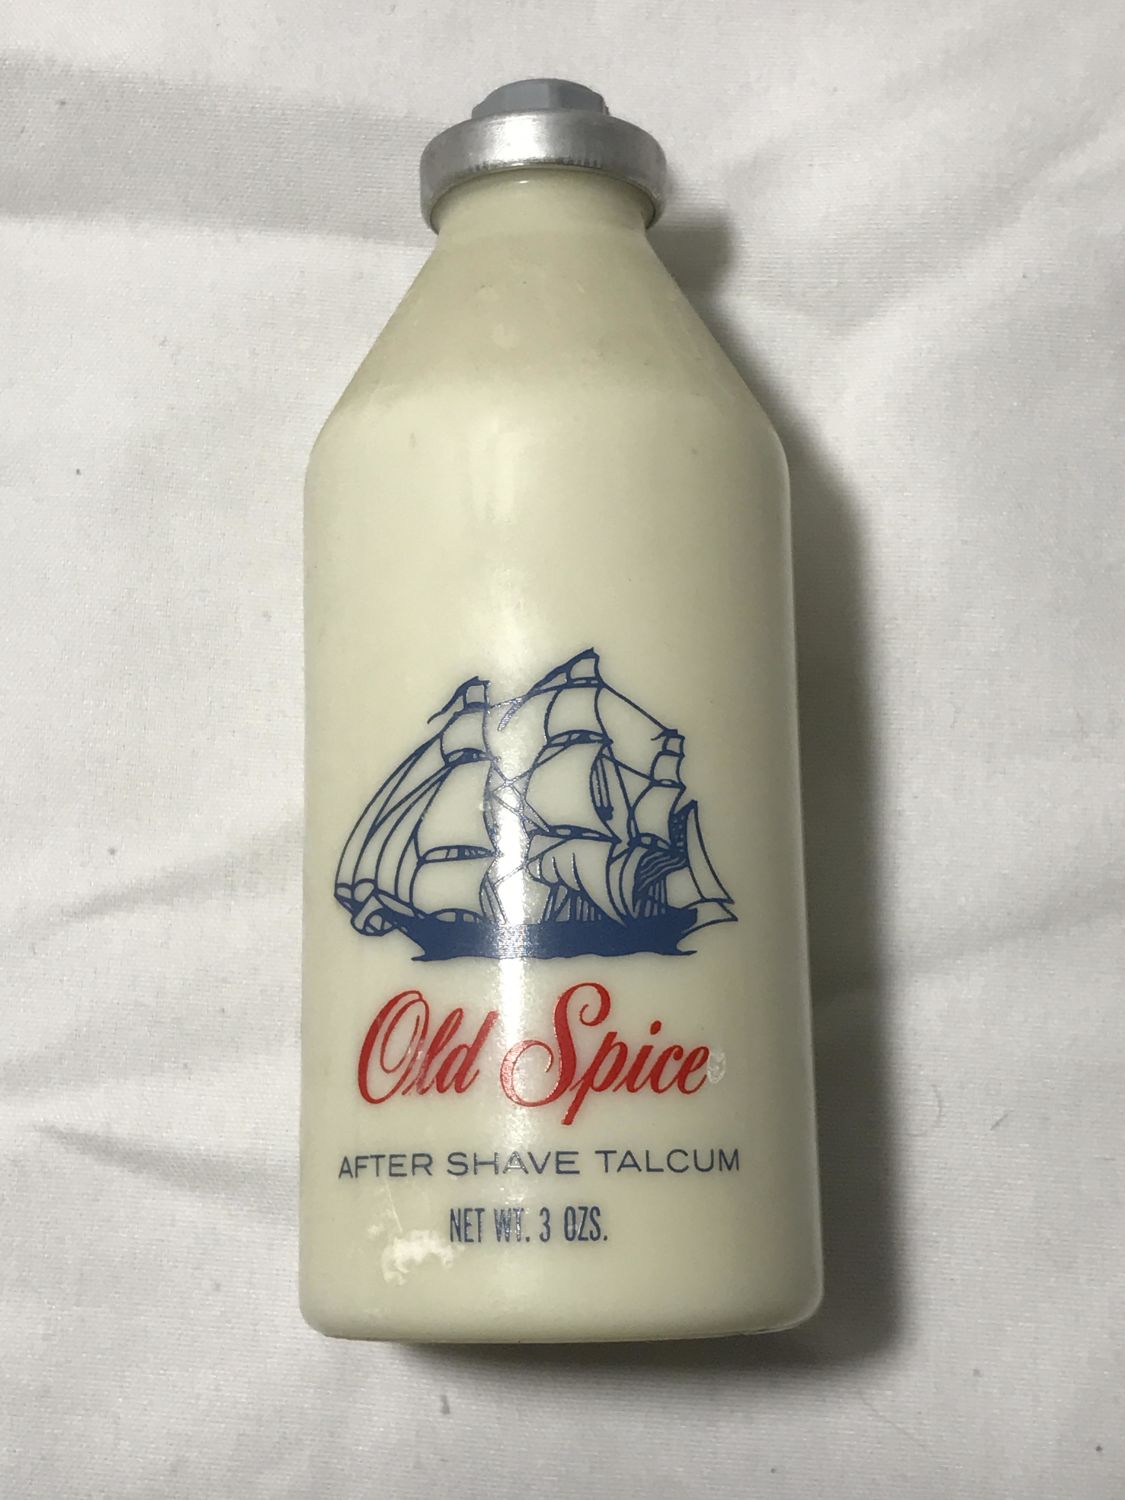 Old Spice
AFTER SHAVE TALCUM
NET WT. 3 OZS.